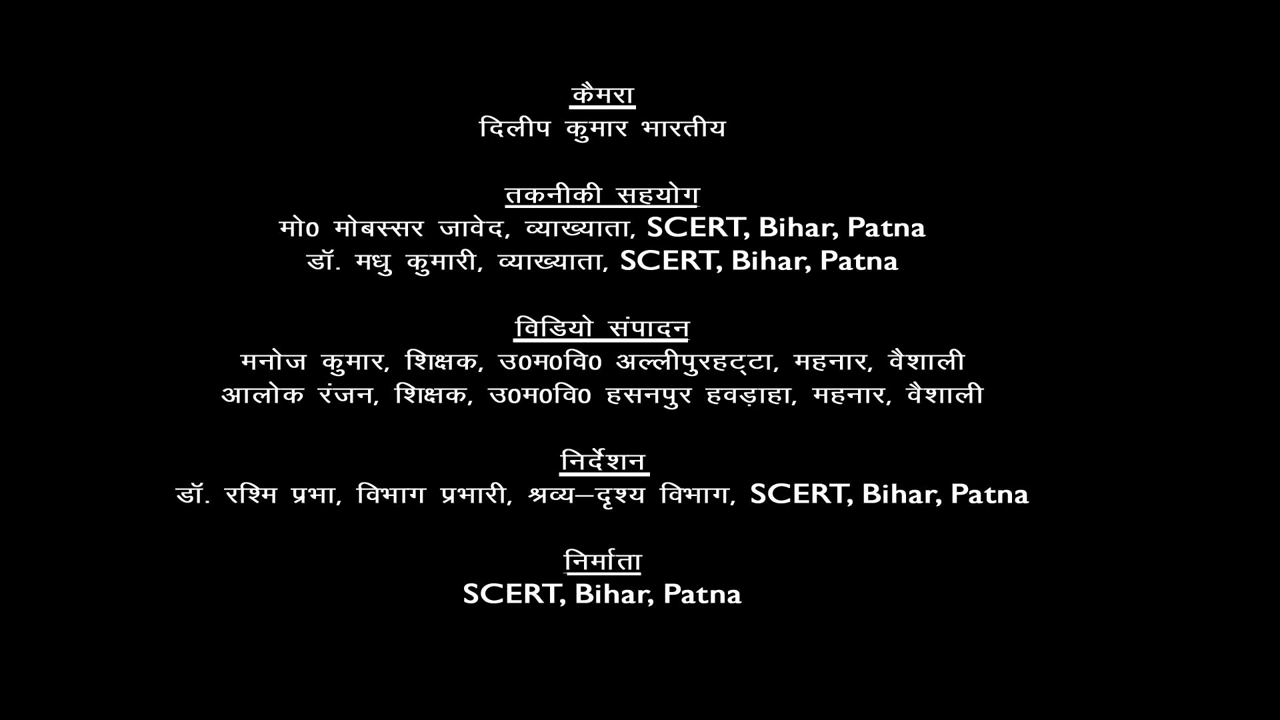 कैमरा
दिलीप कुमार भारतीय
तकनीकी सहयोग
मो0 मोबस्सर जावेद, व्याख्याता, SCERT, Bihar, Patna
डॉ. मधु कुमारी, व्याख्याता, SCERT, Bihar, Patna
विडियो संपादन
मनोज कुमार, शिक्षक, उ0म0वि0 अल्लीपुरहट्टा, महनार, वैशाली
आलोक रंजन, शिक्षक, उ0म0वि0 हसनपुर हवड़ाहा, महनार, वैशाली
निर्देशन
डॉ. रश्मि प्रभा, विभाग प्रभारी, श्रव्य–दृश्य विभाग, SCERT, Bihar, Patna
निर्माता
SCERT, Bihar, Patna